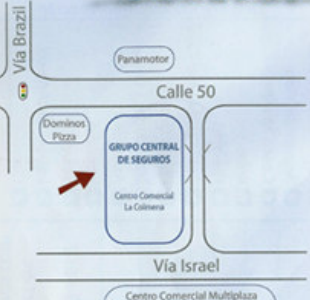 Vía Brazil
Panamotor
Calle 50
Dominos
Pizza
GRUPO CENTRAL
DE SEGUROS
Centro Comercial
La Colmena
Vía Israel
Centro Comercial Multiplaza